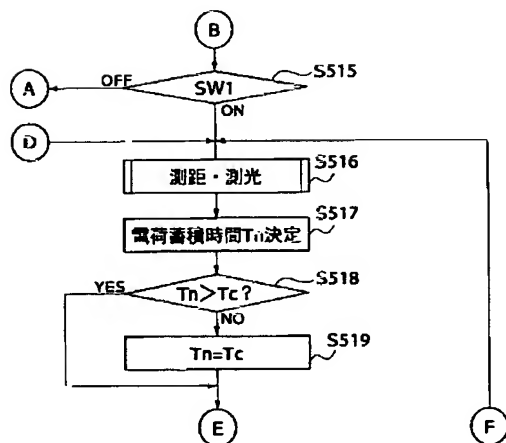 B
S515
A
OFF
SW1
ON
D
S516
測距・測光
S517
電荷蓄積時間Tn決定
S518
YES
Tn>Tc?
NO
S519
Tn=Tc
E
F